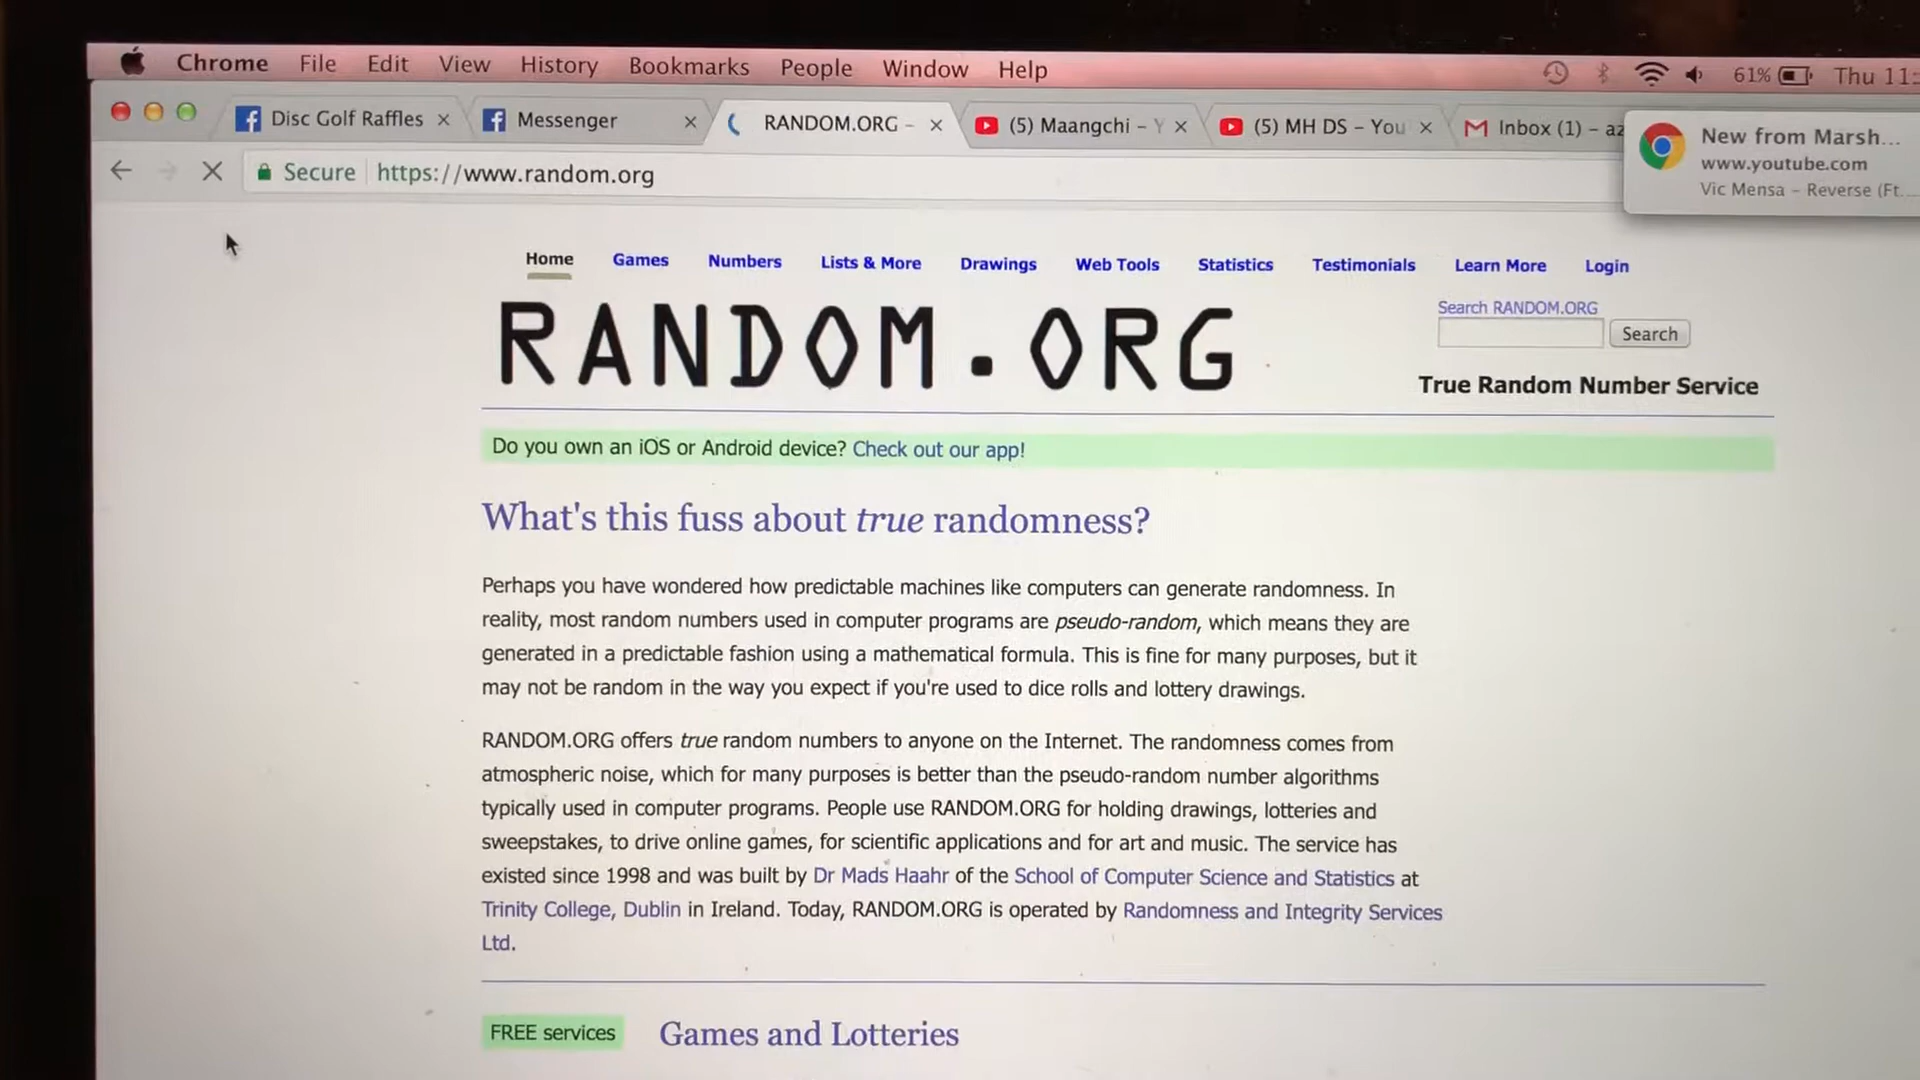 Chrome File Edit View History Bookmarks People Window Help 61% Thu 11:
Disc Golf Raffles Messenger RANDOM.ORG - (5) Maangchi - Y (5) MH DS - You Inbox (1) - az
New from Marsh...
www.youtube.com
Vic Mensa - Reverse (Ft....
Secure https://www.random.org
Home Games Numbers Lists & More Drawings Web Tools Statistics Testimonials Learn More Login
RANDOM.ORG
Search RANDOM.ORG
Search
True Random Number Service
Do you own an iOS or Android device? Check out our app!
What's this fuss about true randomness?
Perhaps you have wondered how predictable machines like computers can generate randomness. In
reality, most random numbers used in computer programs are pseudo-random, which means they are
generated in a predictable fashion using a mathematical formula. This is fine for many purposes, but it
may not be random in the way you expect if you're used to dice rolls and lottery drawings.
RANDOM.ORG offers true random numbers to anyone on the Internet. The randomness comes from
atmospheric noise, which for many purposes is better than the pseudo-random number algorithms
typically used in computer programs. People use RANDOM.ORG for holding drawings, lotteries and
sweepstakes, to drive online games, for scientific applications and for art and music. The service has
existed since 1998 and was built by Dr Mads Haahr of the School of Computer Science and Statistics at
Trinity College, Dublin in Ireland. Today, RANDOM.ORG is operated by Randomness and Integrity Services
Ltd.
FREE services Games and Lotteries